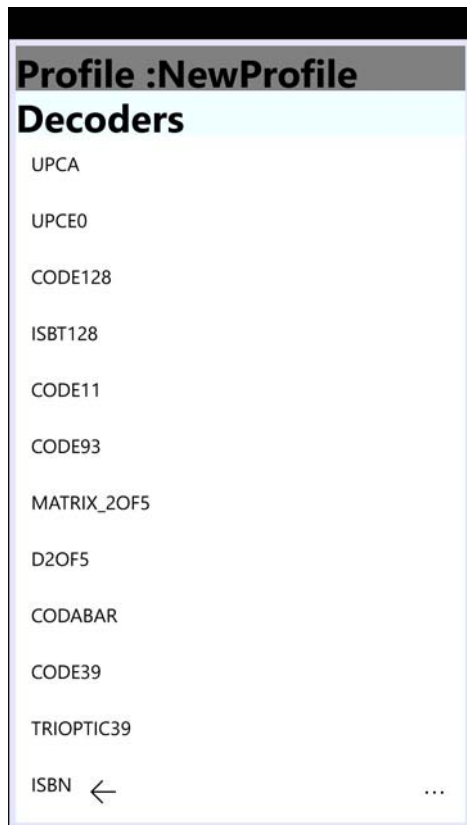 Profile :NewProfile
Decoders
UPCA
UPCE0
CODE128
ISBT128
CODE11
CODE93
MATRIX_2OF5
D2OF5
CODABAR
CODE39
TRIOPTIC39
ISBN
...